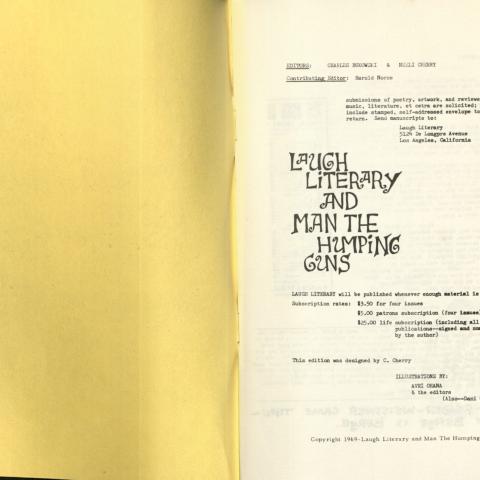 EDITORS: CHARLES BUKOWSKI & NEELI CHERRY
Contributing Editor: Harold Norse
submissions of poetry, artwork, and reviews
music, literature, et cetra are solicited;
include stamped, self-addressed envelope to
return. Send manuscripts to:
Laugh Literary
5124 De Longpre Avenue
Los Angeles, California
LAUGH
LITERARY
AND
MAN THE
HUMPING
GUNS
LAUGH LITERARY will be published whenever enough material is
Subscription rates: $3.50 for four issues
$5.00 patrons subscription (four issues)
$25.00 life subscription (including all
publications--signed and
by the author)
This edition was designed by C. Cherry
ILLUSTRATIONS BY:
AVRI OHANA
& the editors
(Also--Dani
Copyright 1969-Laugh Literary and Man The Humping